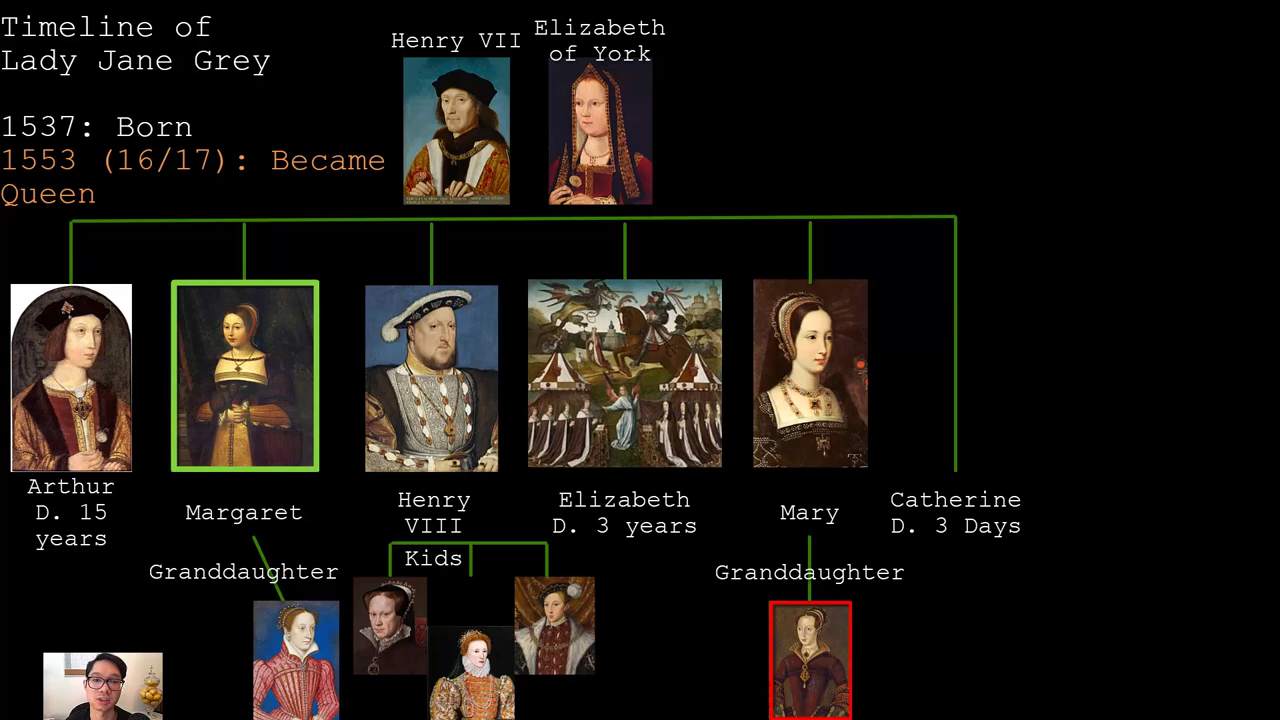 Timeline of
Lady Jane Grey
1537: Born
1553 (16/17): Became
Queen
Henry VII
Elizabeth
of York
Arthur
D. 15
years
Margaret
Henry
VIII
Elizabeth
D. 3 years
Mary
Catherine
D. 3 Days
Kids
Granddaughter
Granddaughter